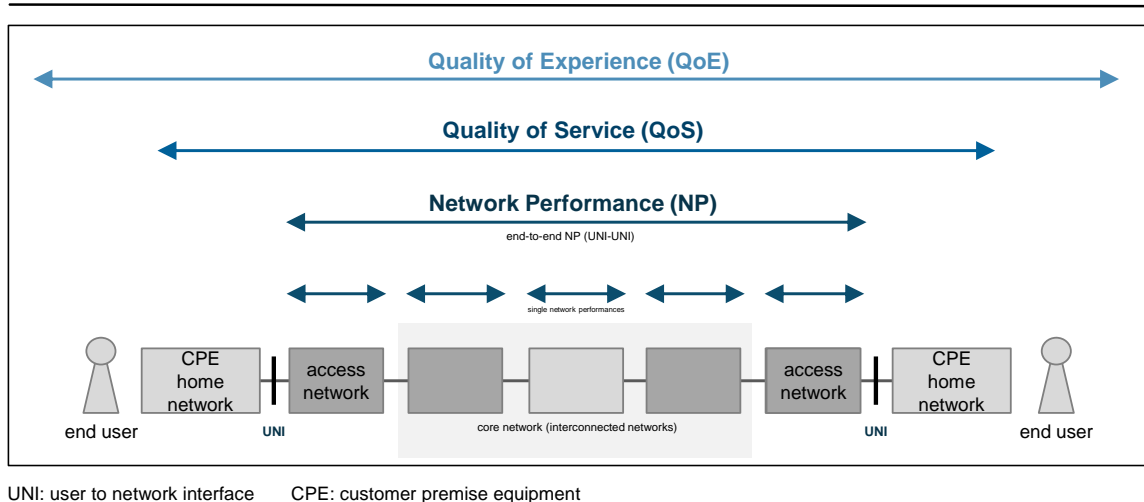 Quality of Experience (QoE)
Quality of Service (QoS)
Network Performance (NP)
end-to-end NP (UNI-UNI)
single network performances
CPE
home
network
access
network
access
network
CPE
home
network
end user
UNI
core network (interconnected networks)
UNI
end user
UNI: user to network interface CPE: customer premise equipment